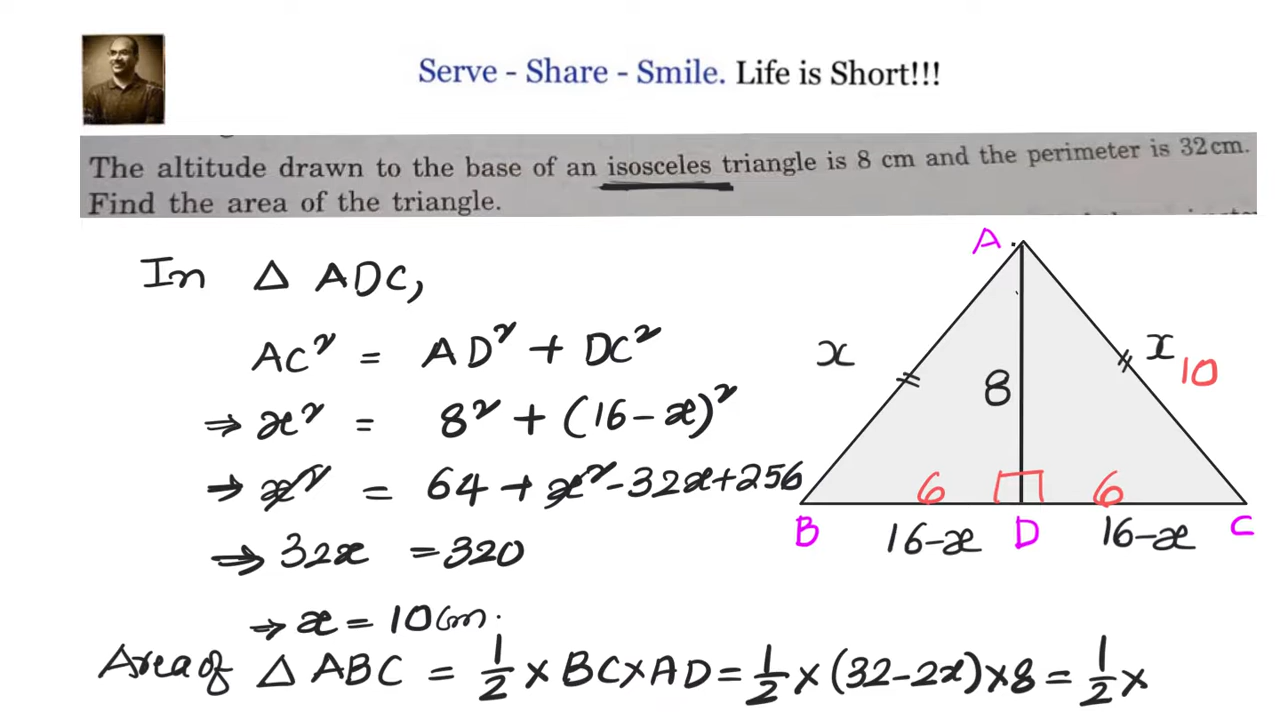 Serve - Share - Smile. Life is Short!!!
The altitude drawn to the base of an isosceles triangle is 8 cm and the perimeter is 32 cm.
Find the area of the triangle.
In △ ADC,
AC² = AD² + DC²
⇒ x² = 8² + (16-x)²
⇒ x² = 64 + x² - 32x + 256
⇒ 32x = 320
⇒ x = 10 cm.
Area of △ ABC = 1/2 × BC × AD = 1/2 × (32-2x) × 8 = 1/2 ×
A
x
x
10
8
6
6
B
16-x
D
16-x
C